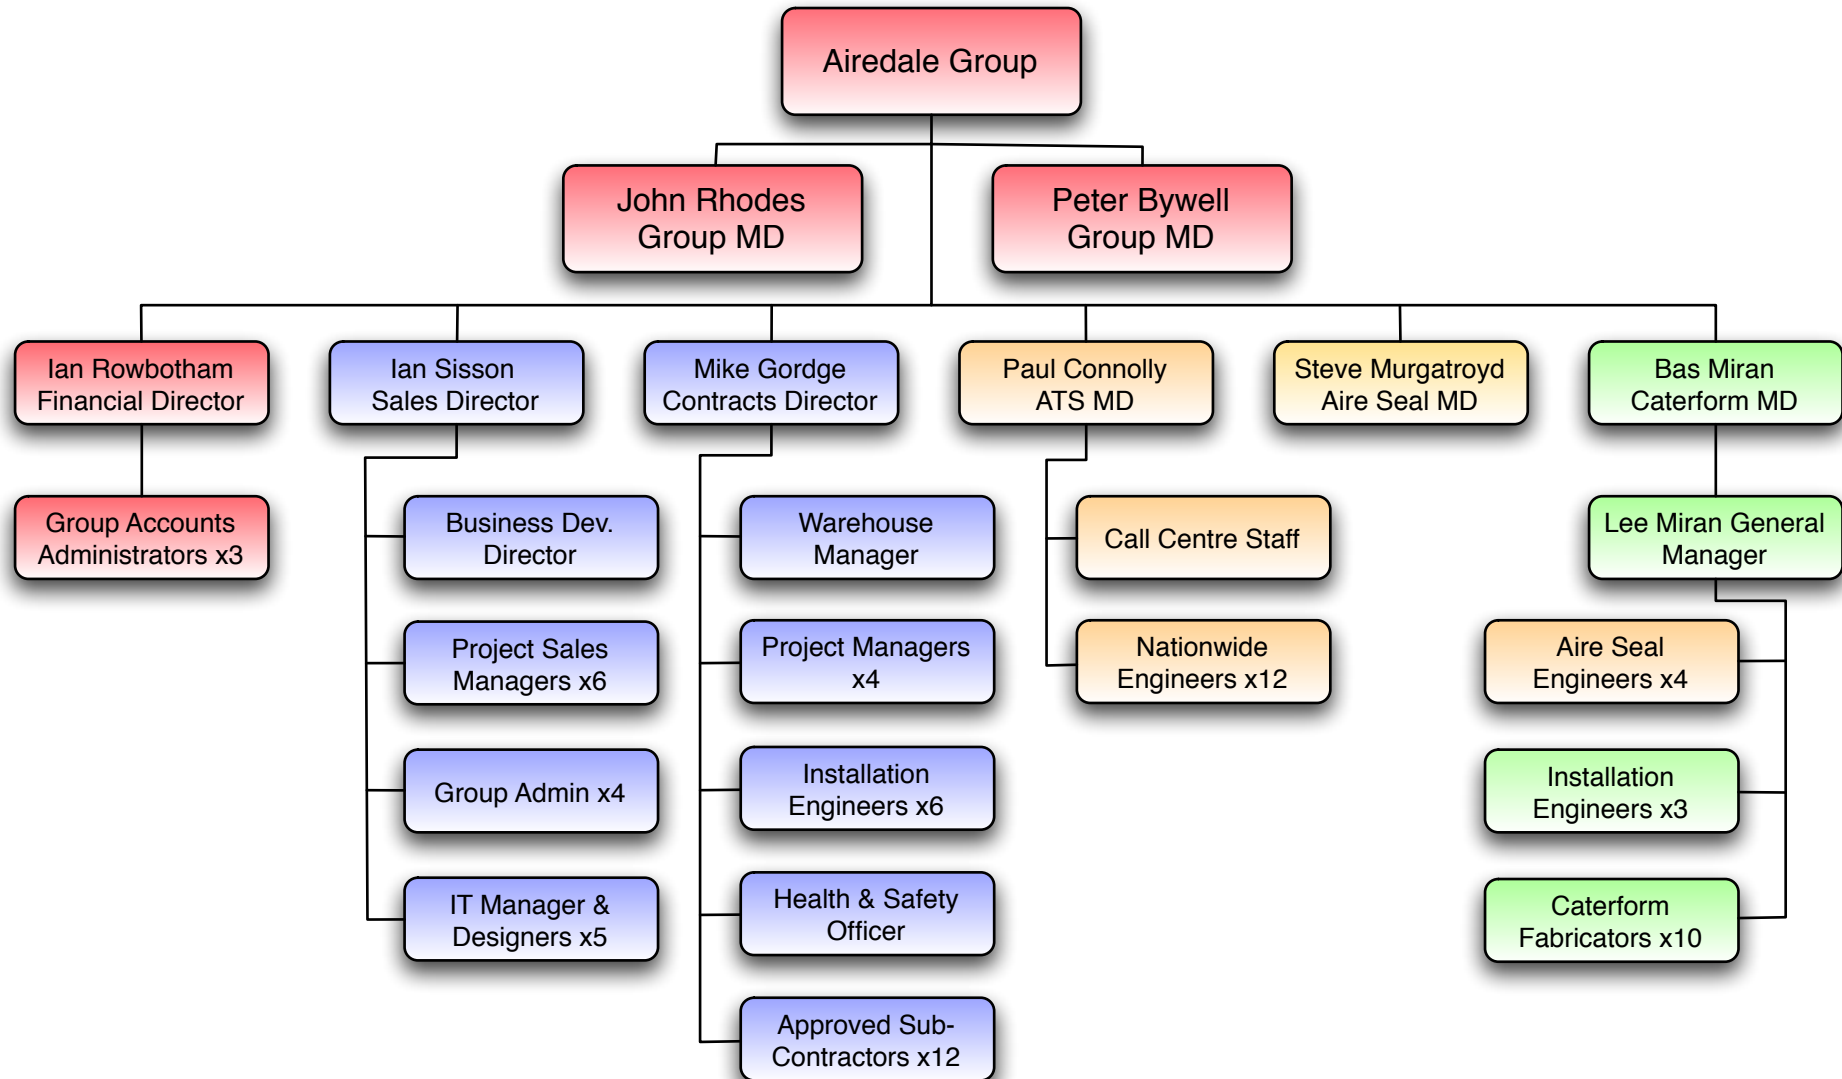 Airedale Group
John Rhodes
Group MD
Peter Bywell
Group MD
Ian Rowbotham
Financial Director
Ian Sisson
Sales Director
Mike Gordge
Contracts Director
Paul Connolly
ATS MD
Steve Murgatroyd
Aire Seal MD
Bas Miran
Caterform MD
Group Accounts
Administrators x3
Business Dev.
Director
Project Sales
Managers x6
Group Admin x4
IT Manager &
Designers x5
Warehouse
Manager
Project Managers
x4
Installation
Engineers x6
Health & Safety
Officer
Approved Sub-
Contractors x12
Call Centre Staff
Nationwide
Engineers x12
Lee Miran General
Manager
Aire Seal
Engineers x4
Installation
Engineers x3
Caterform
Fabricators x10